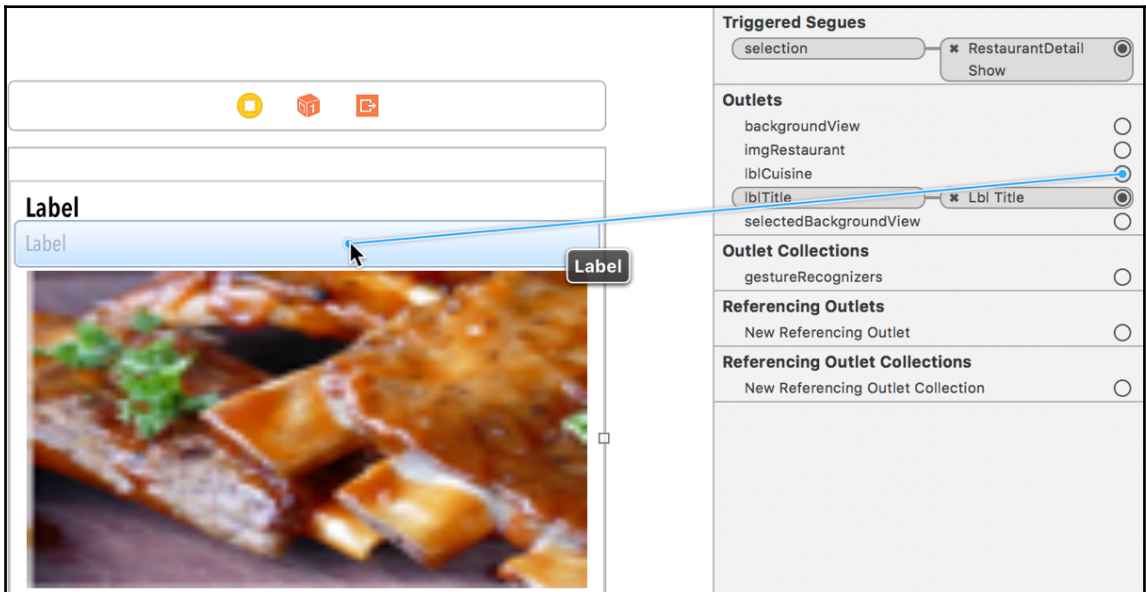 Label
Label
Label
Triggered Segues
selection
✖ RestaurantDetail
Show
Outlets
backgroundView
imgRestaurant
lblCuisine
lblTitle
✖ Lbl Title
selectedBackgroundView
Outlet Collections
gestureRecognizers
Referencing Outlets
New Referencing Outlet
Referencing Outlet Collections
New Referencing Outlet Collection